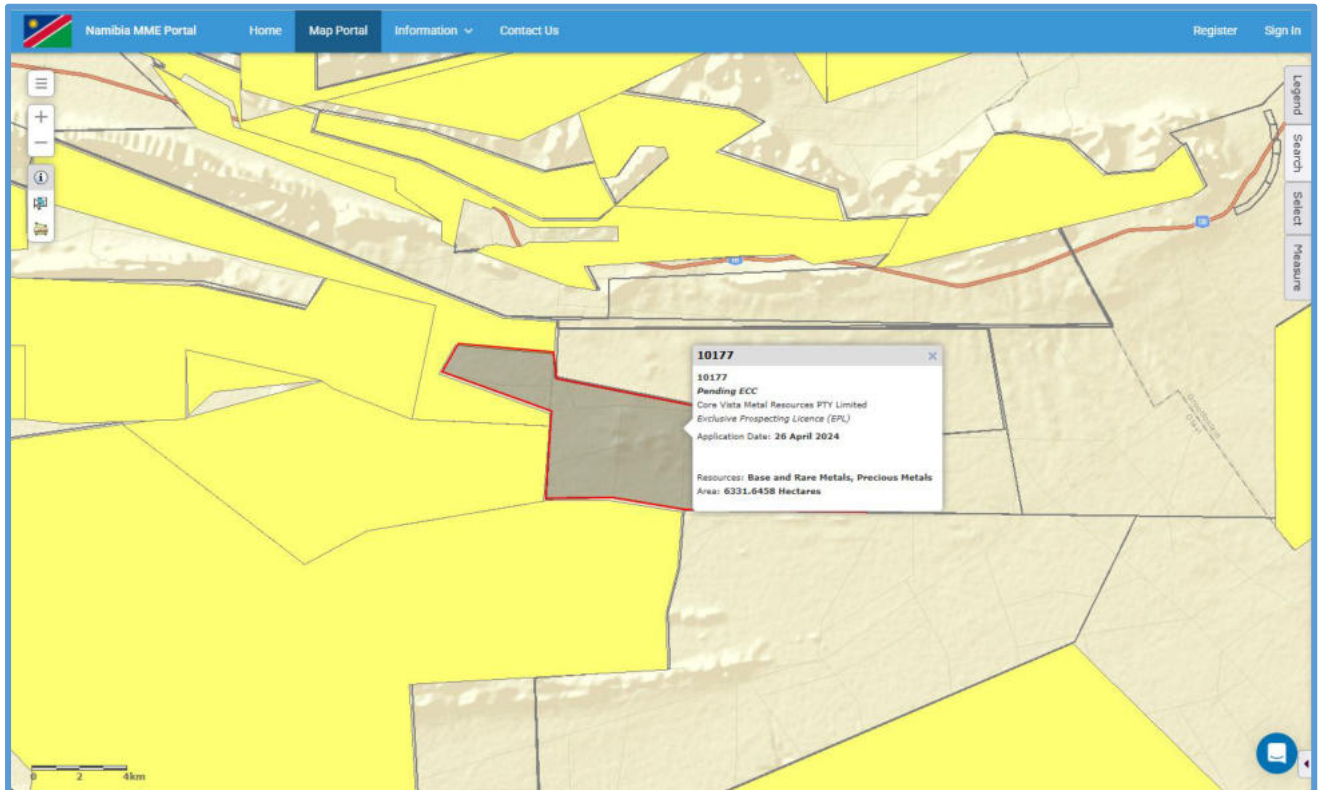 Namibia MME Portal
Home
Map Portal
Information
Contact Us
Register
Sign In
Legend
Search
Select
Measure
10177
10177
Pending ECC
Core Vista Metal Resources PTY Limited
Exclusive Prospecting Licence (EPL)
Application Date: 26 April 2024
Resources: Base and Rare Metals, Precious Metals
Area: 6331.6458 Hectares
Grootfontein
Otavi
0 2 4km